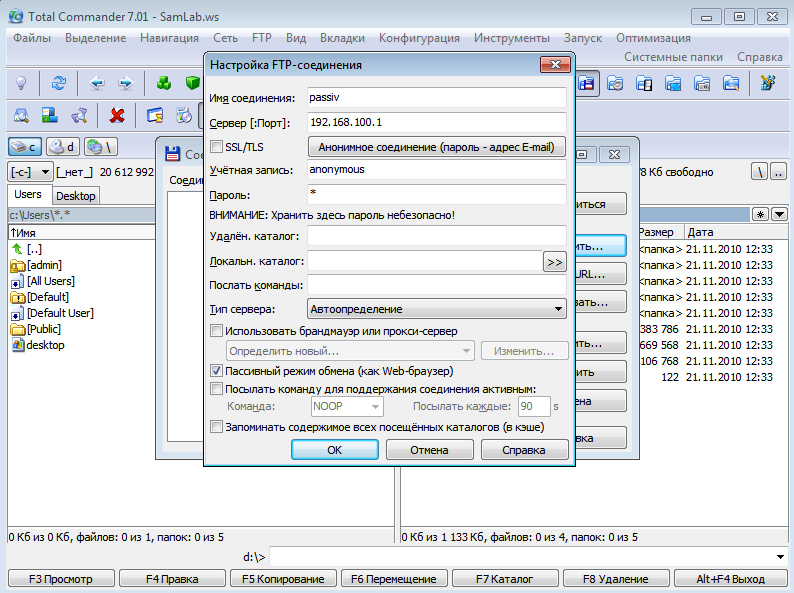 Total Commander 7.01 - SamLab.ws
Файлы Выделение Навигация Сеть FTP Вид Вкладки Конфигурация Инструменты Запуск Оптимизация
Системные папки Справка
Настройка FTP-соединения
Имя соединения: passiv
Сервер [:Порт]: 192.168.100.1
SSL/TLS Анонимное соединение (пароль - адрес E-mail)
Учётная запись: anonymous
Пароль: *
ВНИМАНИЕ: Хранить здесь пароль небезопасно!
Удалён. каталог:
Локальн. каталог: >>
Послать команды:
Тип сервера: Автоопределение
Использовать брандмауэр или прокси-сервер
Определить новый... Изменить...
Пассивный режим обмена (как Web-браузер)
Посылать команду для поддержания соединения активным:
Команда: NOOP Посылать каждые: 90 s
Запоминать содержимое всех посещённых каталогов (в кэше)
OK Отмена Справка
c d \
[-c-] [_нет_] 20 612 992
Кб свободно \ ..
Users Desktop
c:\Users\*.*
* ▼
↑Имя
[..]
[admin]
[All Users]
[Default]
[Default User]
[Public]
desktop
Размер Дата
<папка> 21.11.2010 12:33
<папка> 21.11.2010 12:33
<папка> 21.11.2010 12:33
<папка> 21.11.2010 12:33
<папка> 21.11.2010 12:33
383 786 21.11.2010 12:33
669 568 21.11.2010 12:33
106 768 21.11.2010 12:33
122 21.11.2010 12:33
0 Кб из 0 Кб, файлов: 0 из 1, папок: 0 из 5
0 Кб из 1 133 Кб, файлов: 0 из 4, папок: 0 из 5
d:\>
F3 Просмотр F4 Правка F5 Копирование F6 Перемещение F7 Каталог F8 Удаление Alt+F4 Выход